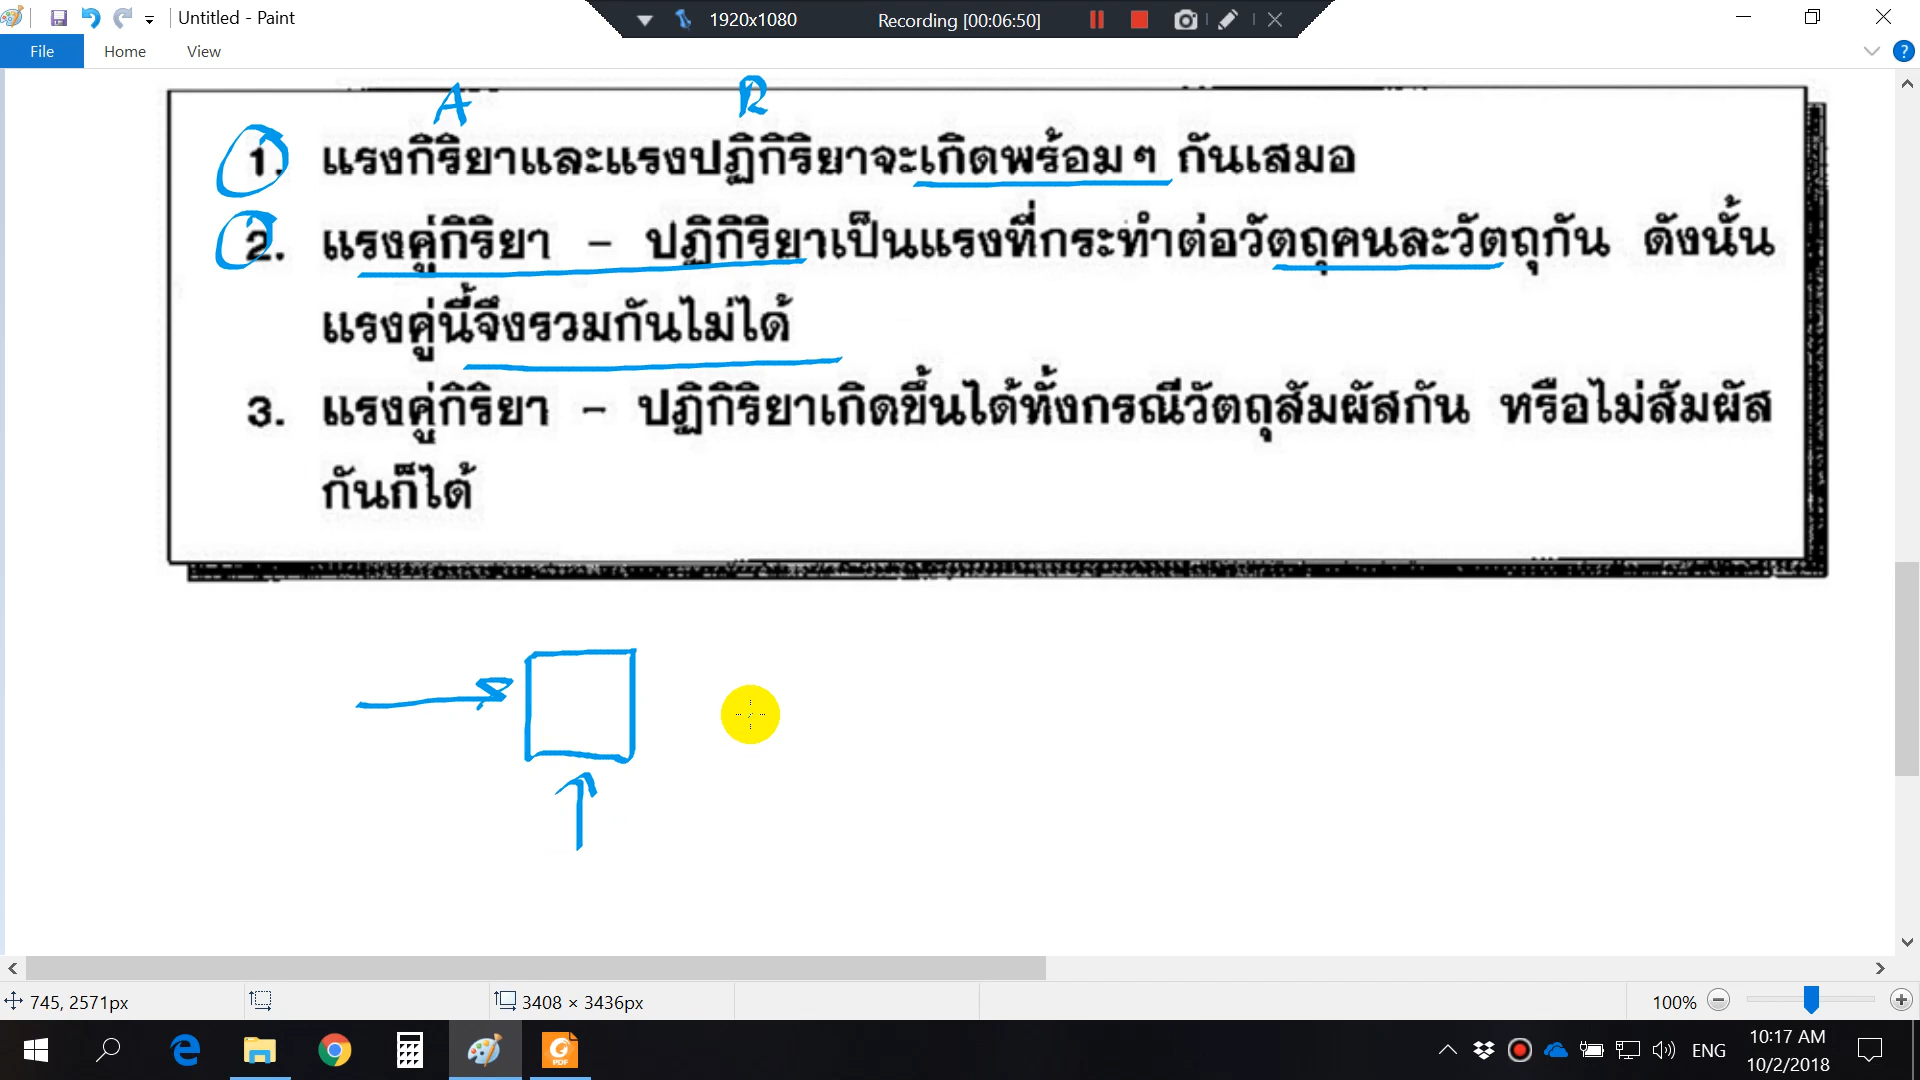 Untitled - Paint
1920x1080
Recording [00:06:50]
File
Home
View
A
R
1. แรงกิริยาและแรงปฏิกิริยาจะเกิดพร้อมๆ กันเสมอ
2. แรงคู่กิริยา – ปฏิกิริยาเป็นแรงที่กระทำต่อวัตถุคนละวัตถุกัน ดังนั้น
แรงคู่นี้จึงรวมกันไม่ได้
3. แรงคู่กิริยา – ปฏิกิริยาเกิดขึ้นได้ทั้งกรณีวัตถุสัมผัสกัน หรือไม่สัมผัส
กันก็ได้
745, 2571px
3408 × 3436px
100%
PDF
ENG
10:17 AM
10/2/2018